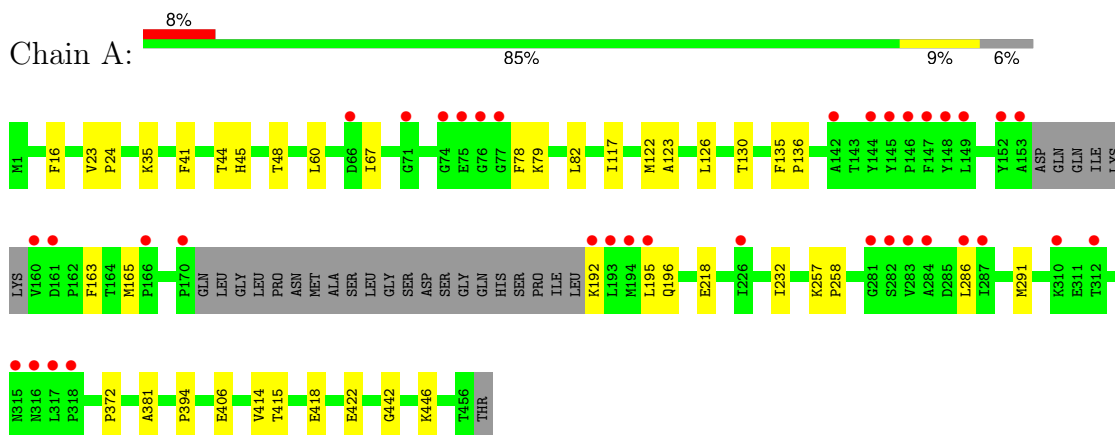 8%
Chain A:
85% 9% 6%
M1 F16 V23 P24 K35 F41 T44 H45 T48 L60 D66 I67 G71 G74 E75 G76 G77 F78 K79 L82 I117 M122 A123 L126 T130 F135 P136 A142 T143 Y144 Y145 P146 F147 Y148 L149 Y152 A153 ASP GLN GLN ILE LYS
LYS V160 D161 P162 F163 T164 M165 P166 P170 GLN LEU GLY LEU PRO ASN MET ALA SER LEU GLY SER ASP SER GLY GLN HIS SER PRO ILE LEU K192 L193 M194 L195 Q196 E218 I226 I232 K257 P258 G281 S282 V283 A284 D285 L286 I287 M291 K310 E311 T312
N315 N316 L317 P318 P372 A381 P394 E406 V414 T415 E418 E422 G442 K446 T456 THR